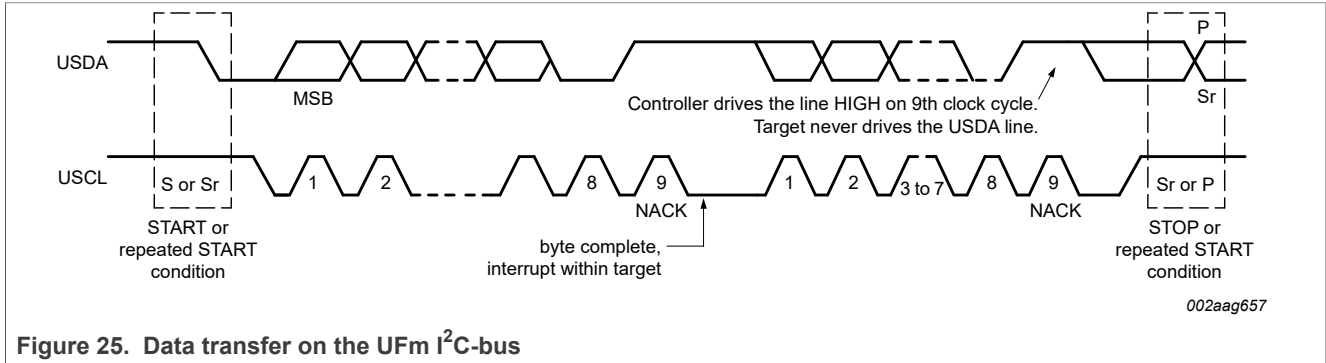 USDA
MSB
P
Sr
Controller drives the line HIGH on 9th clock cycle.
Target never drives the USDA line.
USCL
S or Sr
1
2
8
9
NACK
1
2
3 to 7
8
9
NACK
Sr or P
START or
repeated START
condition
byte complete,
interrupt within target
STOP or
repeated START
condition
002aag657
Figure 25. Data transfer on the UFm I²C-bus